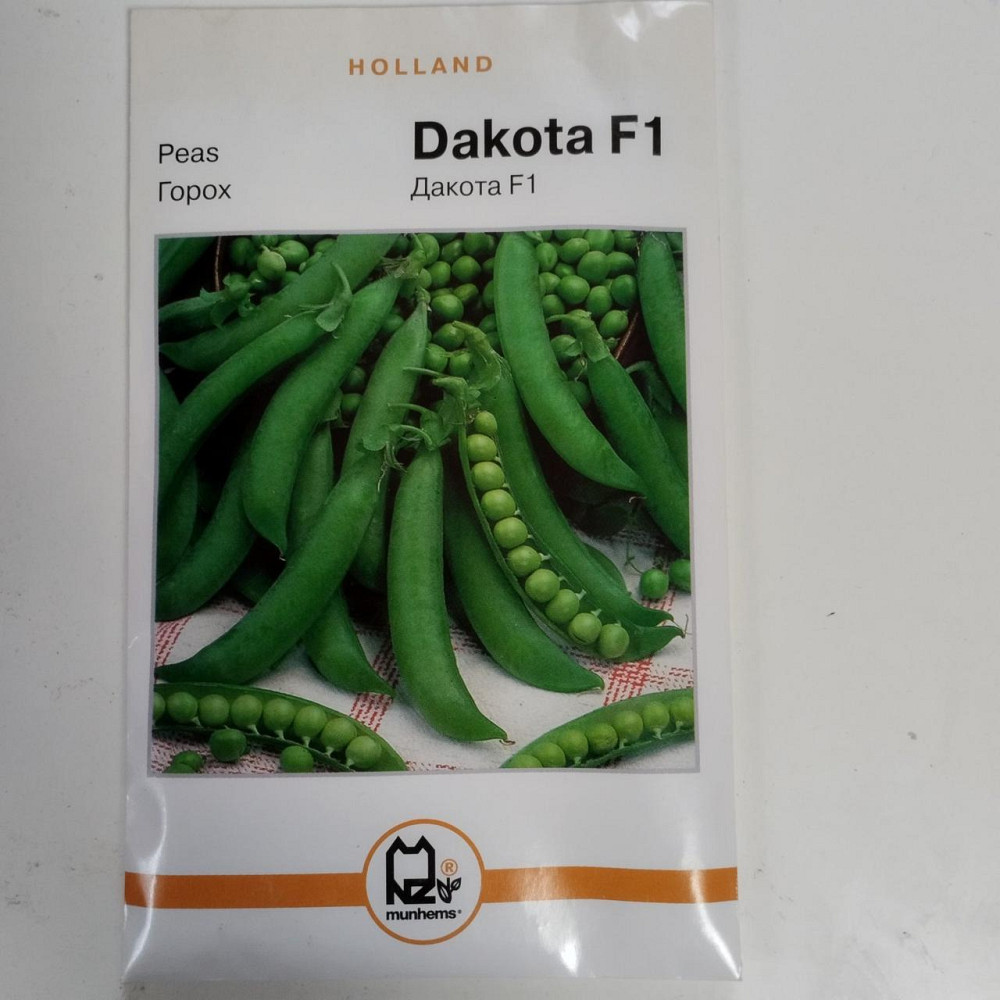 HOLLAND
Peas
Dakota F1
Горох
Дакота F1
®
munhems®